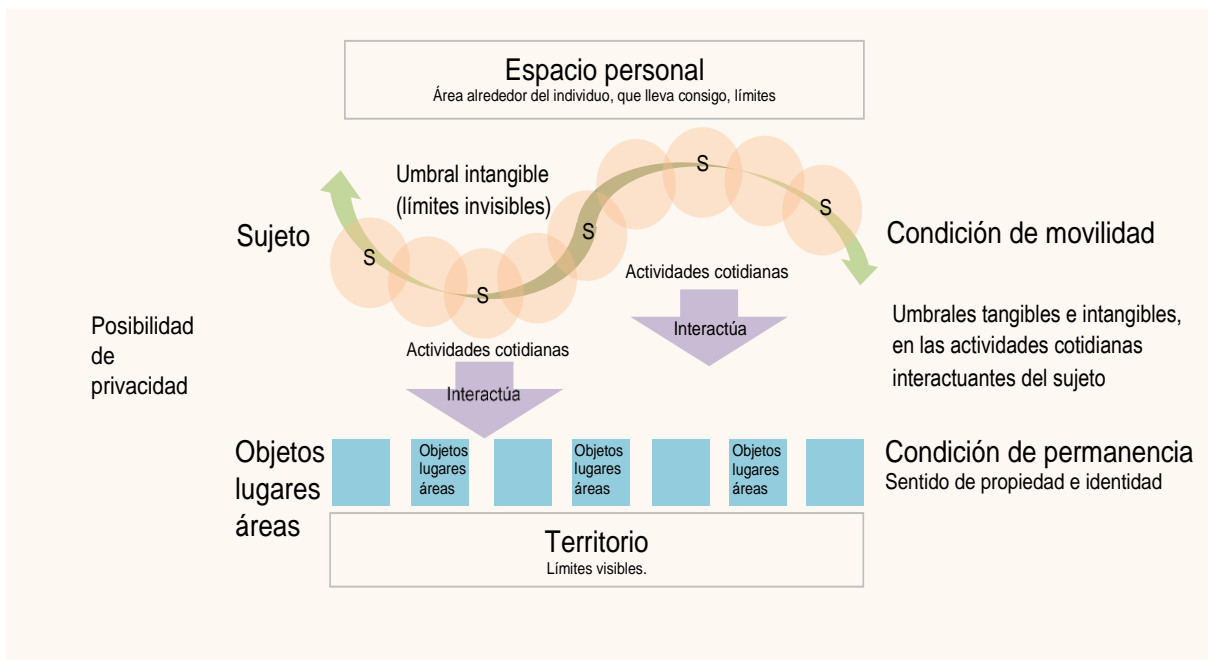 Espacio personal
Área alrededor del individuo, que lleva consigo, límites
Umbral intangible
(límites invisibles)
Sujeto
S
S
S
S
S
Condición de movilidad
Actividades cotidianas
Interactúa
Umbrales tangibles e intangibles,
en las actividades cotidianas
interactuantes del sujeto
Posibilidad
de
privacidad
Actividades cotidianas
Interactúa
Objetos
lugares
áreas
Objetos
lugares
áreas
Objetos
lugares
áreas
Objetos
lugares
áreas
Condición de permanencia
Sentido de propiedad e identidad
Territorio
Límites visibles.